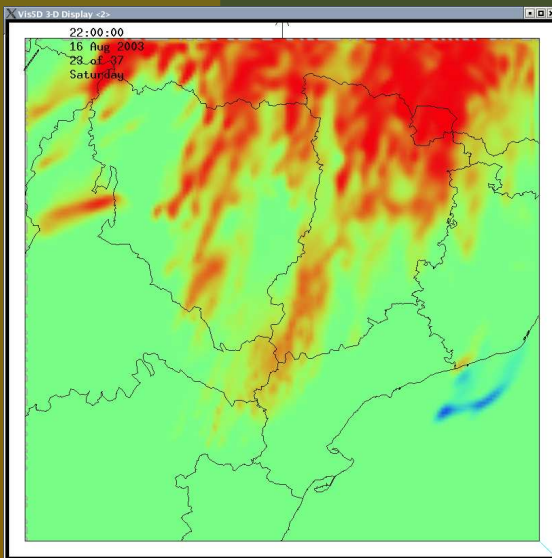 Vis5D 3-D Display <2>
22:00:00
16 Aug 2003
23 of 37
Saturday